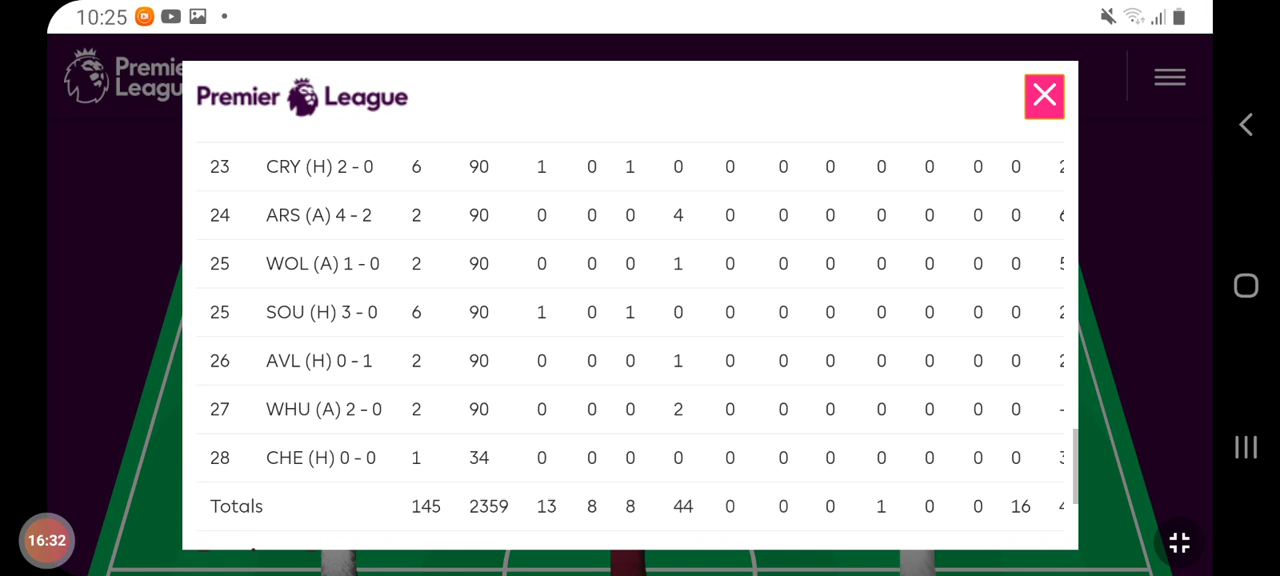 10:25
Premie
Leagu
Premier League
23 CRY (H) 2 - 0 6 90 1 0 1 0 0 0 0 0 0 0 0 2
24 ARS (A) 4 - 2 2 90 0 0 0 4 0 0 0 0 0 0 0 6
25 WOL (A) 1 - 0 2 90 0 0 0 1 0 0 0 0 0 0 0
25 SOU (H) 3 - 0 6 90 1 0 1 0 0 0 0 0 0 0 0 2
26 AVL (H) 0 - 1 2 90 0 0 0 1 0 0 0 0 0 0 0 2
27 WHU (A) 2 - 0 2 90 0 0 0 2 0 0 0 0 0 0 0 -
28 CHE (H) 0 - 0 1 34 0 0 0 0 0 0 0 0 0 0 0
Totals 145 2359 13 8 8 44 0 0 0 1 0 0 16 4
16:32